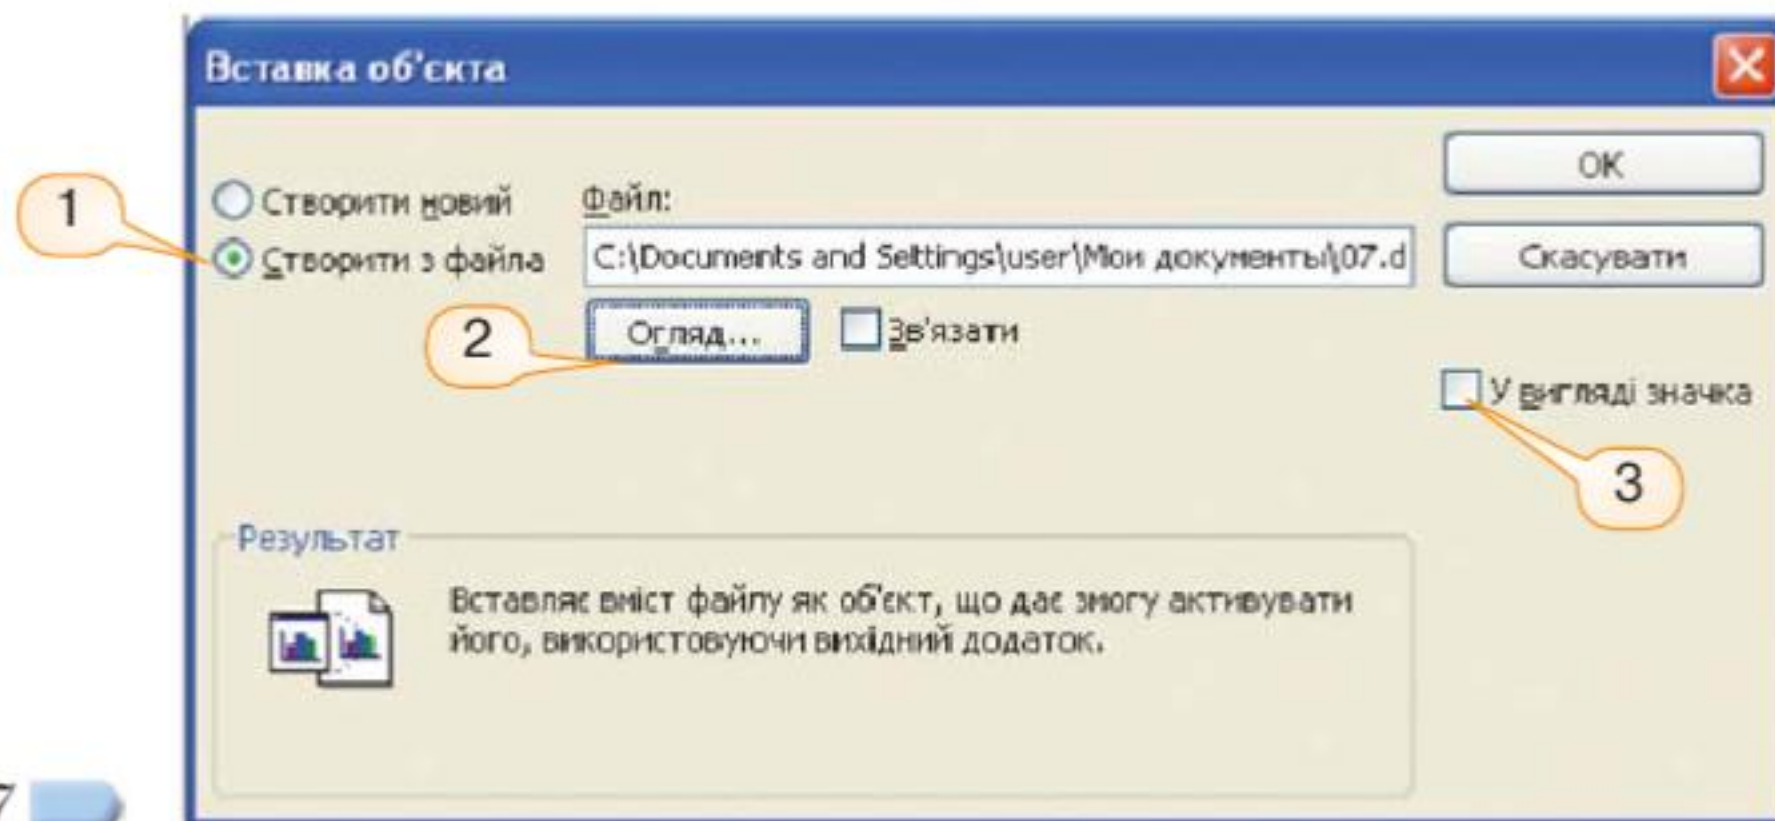 Вставка об'єкта
1
Створити новий
Файл:
ОК
Створити з файла
C:\Documents and Settings\user\Мои документы\07.d
Скасувати
2
Огляд...
Зв'язати
У вигляді значка
3
Результат
Вставляє вміст файлу як об'єкт, що дає змогу активувати
його, використовуючи вихідний додаток.
7